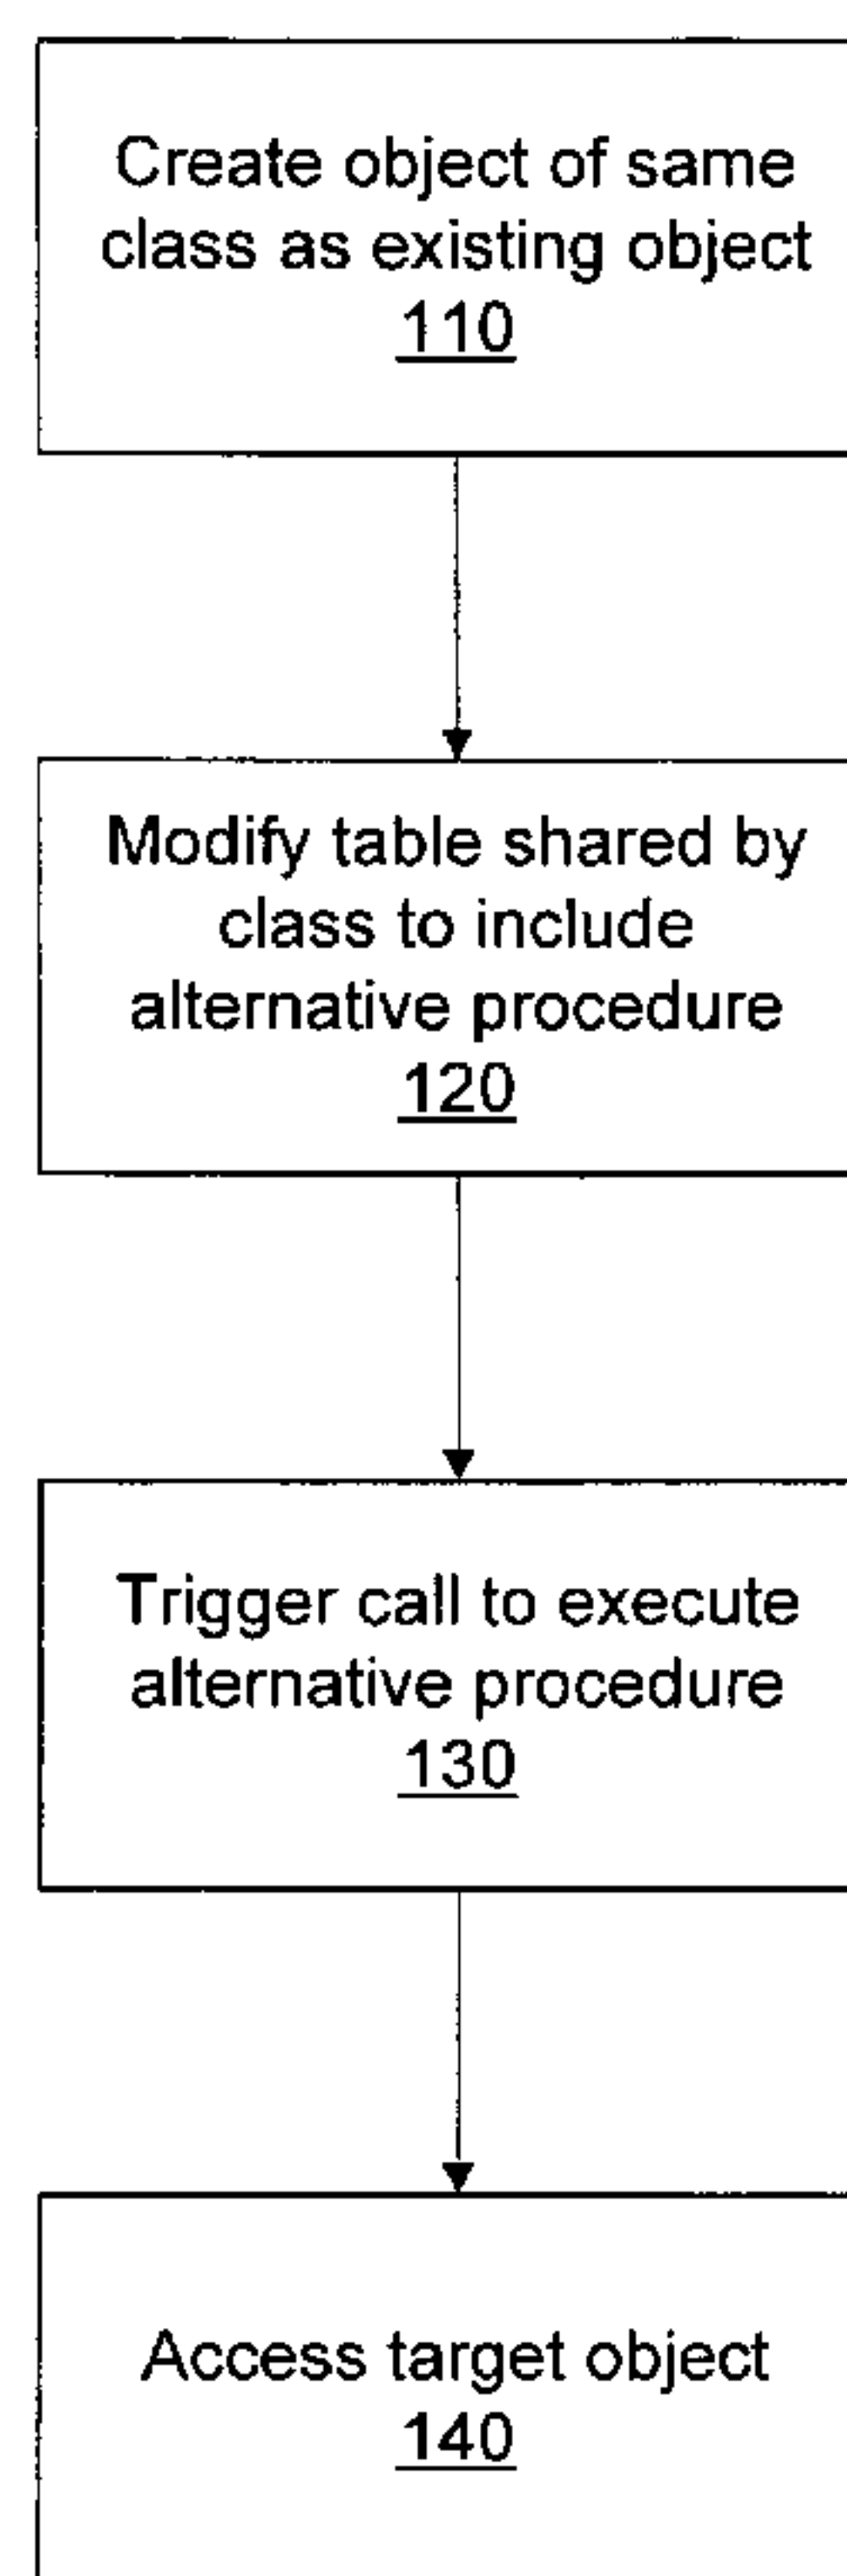 Create object of same
class as existing object
110
Modify table shared by
class to include
alternative procedure
120
Trigger call to execute
alternative procedure
130
Access target object
140